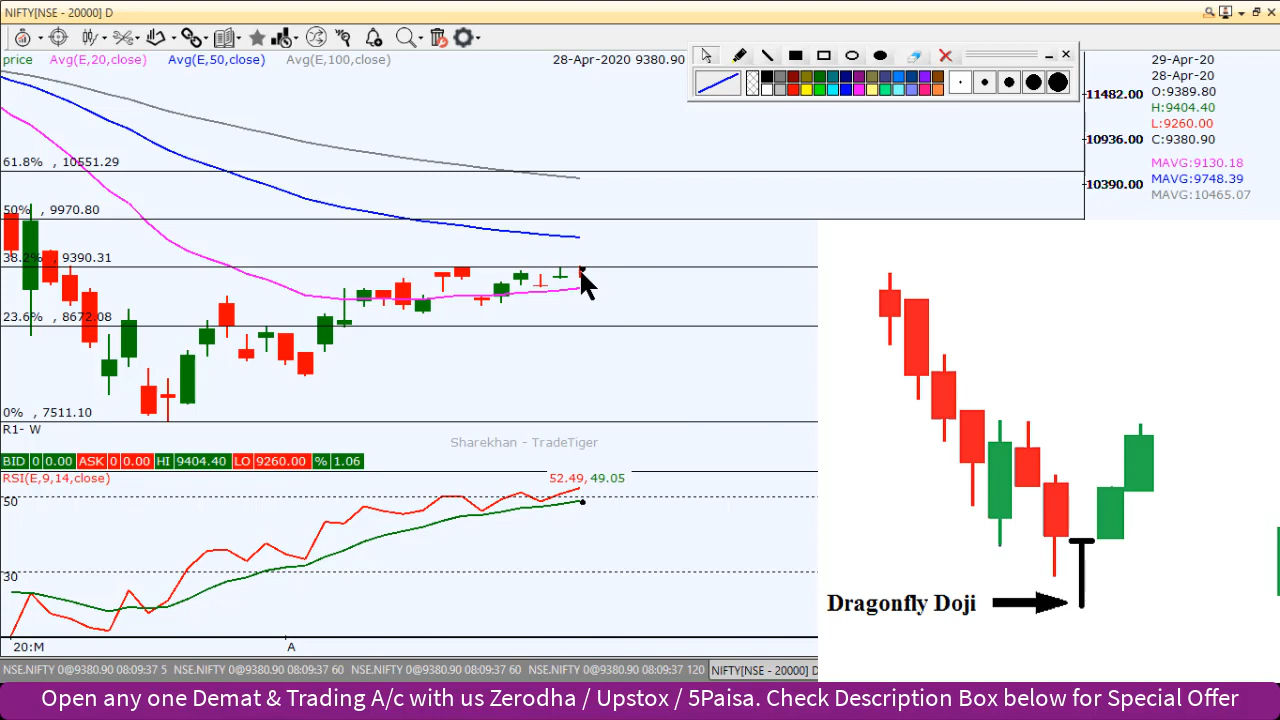 NIFTY[NSE - 20000] D
price Avg(E,20,close) Avg(E,50,close) Avg(E,100,close) 28-Apr-2020 9380.90
29-Apr-20
28-Apr-20
O:9389.80
H:9404.40
L:9260.00
C:9380.90
MAVG:9130.18
MAVG:9748.39
MAVG:10465.07
11482.00
10936.00
10390.00
61.8% , 10551.29
50% , 9970.80
38.2% , 9390.31
23.6% , 8672.08
0% , 7511.10
R1- W
Sharekhan - TradeTiger
BID 0 0.00 ASK 0 0.00 HI 9404.40 LO 9260.00 % 1.06
RSI(E,9,14,close) 52.49, 49.05
50
30
20:M A
Dragonfly Doji
NSE.NIFTY 0@9380.90 08:09:37 5 NSE.NIFTY 0@9380.90 08:09:37 60 NSE.NIFTY 0@9380.90 08:09:37 60 NSE.NIFTY 0@9380.90 08:09:37 120 NIFTY[NSE - 20000] D
Open any one Demat & Trading A/c with us Zerodha / Upstox / 5Paisa. Check Description Box below for Special Offer